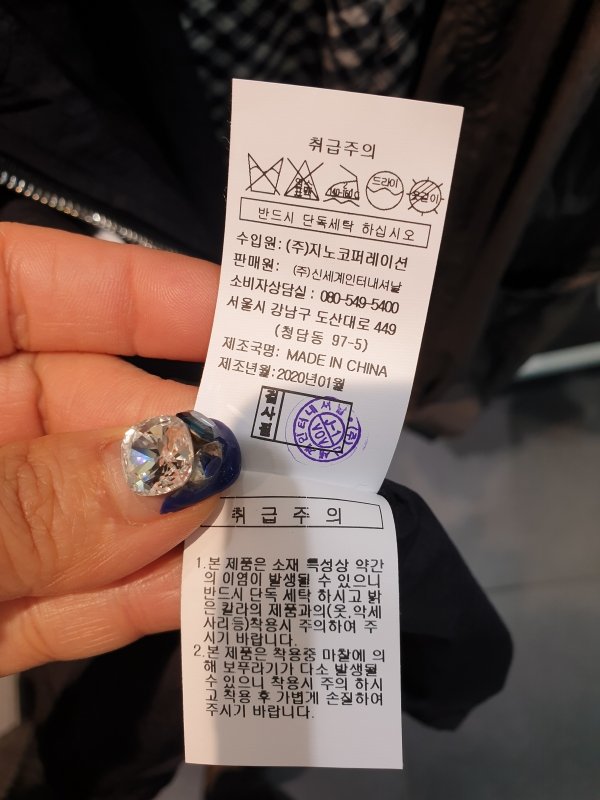 취급주의
드라이
옷걸이
반드시 단독세탁 하십시오
수입원: (주)지노코퍼레이션
판매원: (주)신세계인터내셔날
소비자상담실 : 080-549-5400
서울시 강남구 도산대로 449
(청담동 97-5)
제조국명: MADE IN CHINA
제조년월:2020년01월
검사필
취 급 주 의
1.본 제품은 소재 특성상 약간
의 이염이 발생될 수 있으니
반드시 단독 세탁 하시고 밝
은 칼라의 제품과의(옷,악세
사리등)착용시 주의하여 주
시기 바랍니다.
2.본 제품은 착용중 마찰에 의
해 보푸라기가 다소 발생될
수 있으니 착용시 주의 하시
고 착용 후 가볍게 손질하여
주시기 바랍니다.